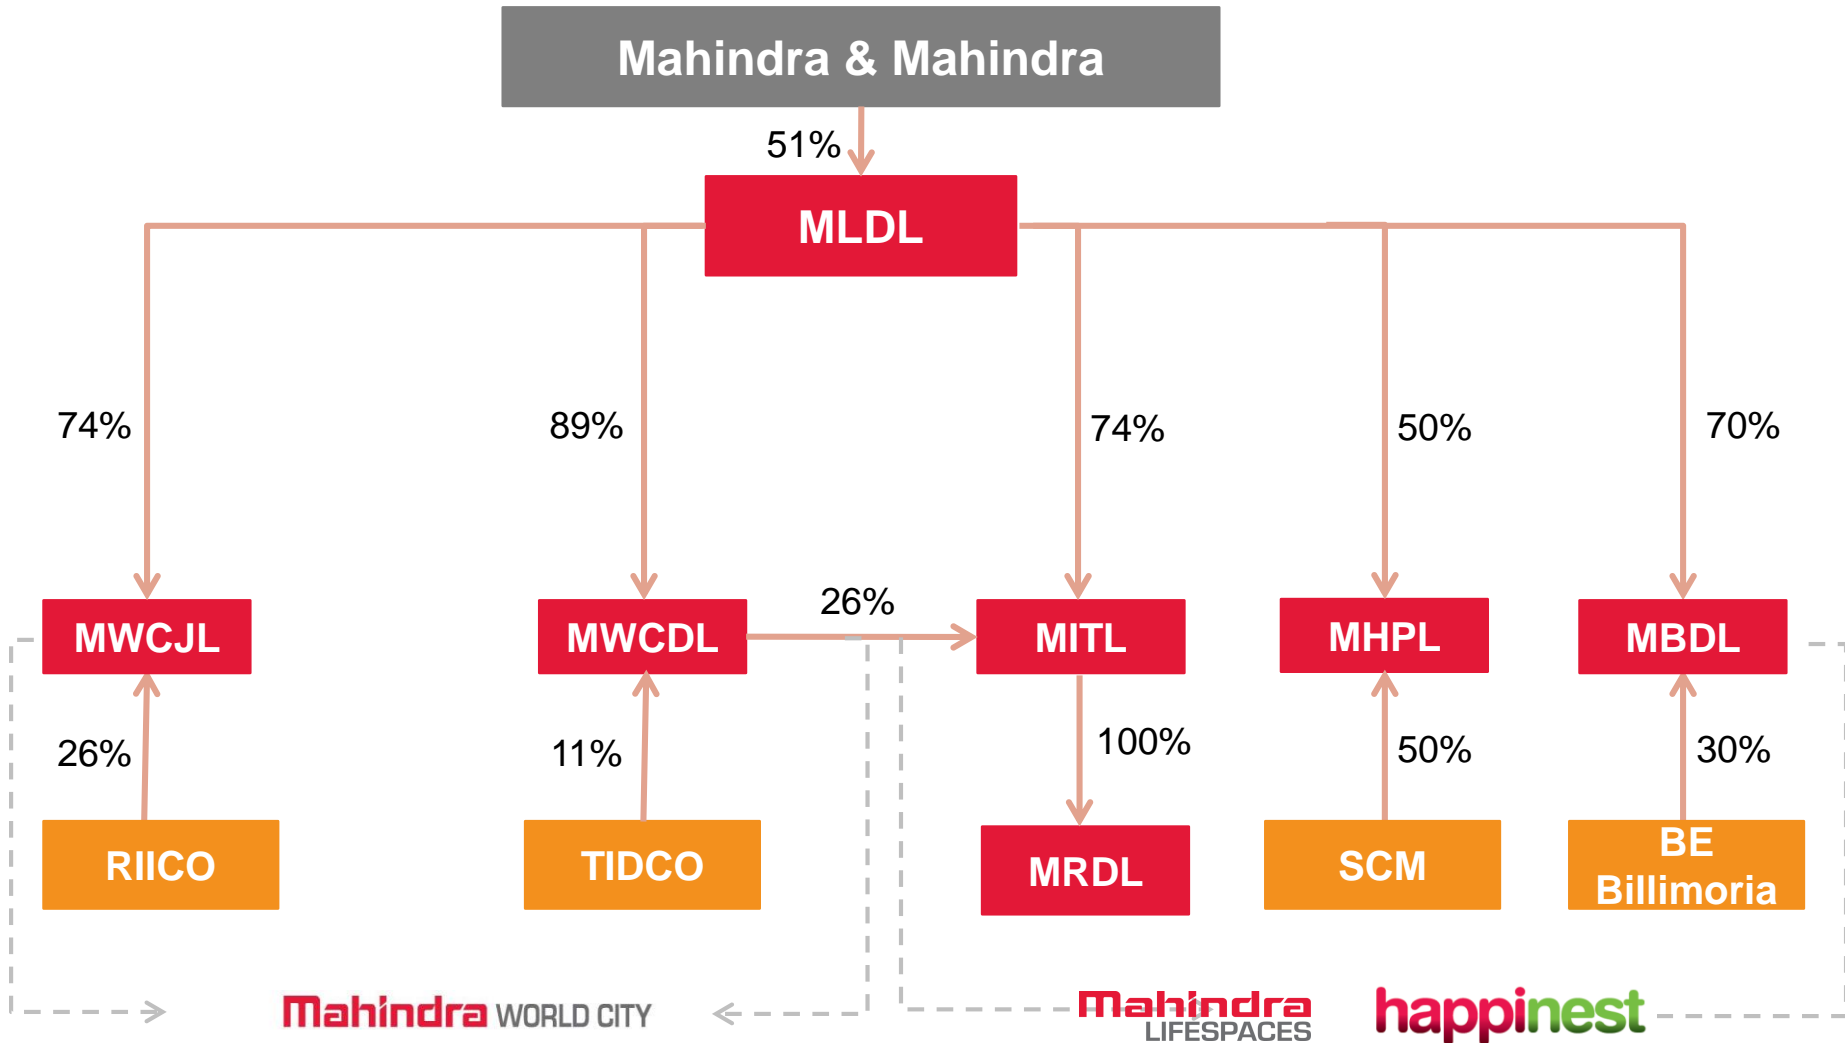 Mahindra & Mahindra
51%
MLDL
74%
89%
74%
50%
70%
26%
MWCJL
MWCDL
MITL
MHPL
MBDL
26%
11%
100%
50%
30%
RIICO
TIDCO
MRDL
SCM
BE
Billimoria
Mahindra WORLD CITY
Mahindra
LIFESPACES
happinest